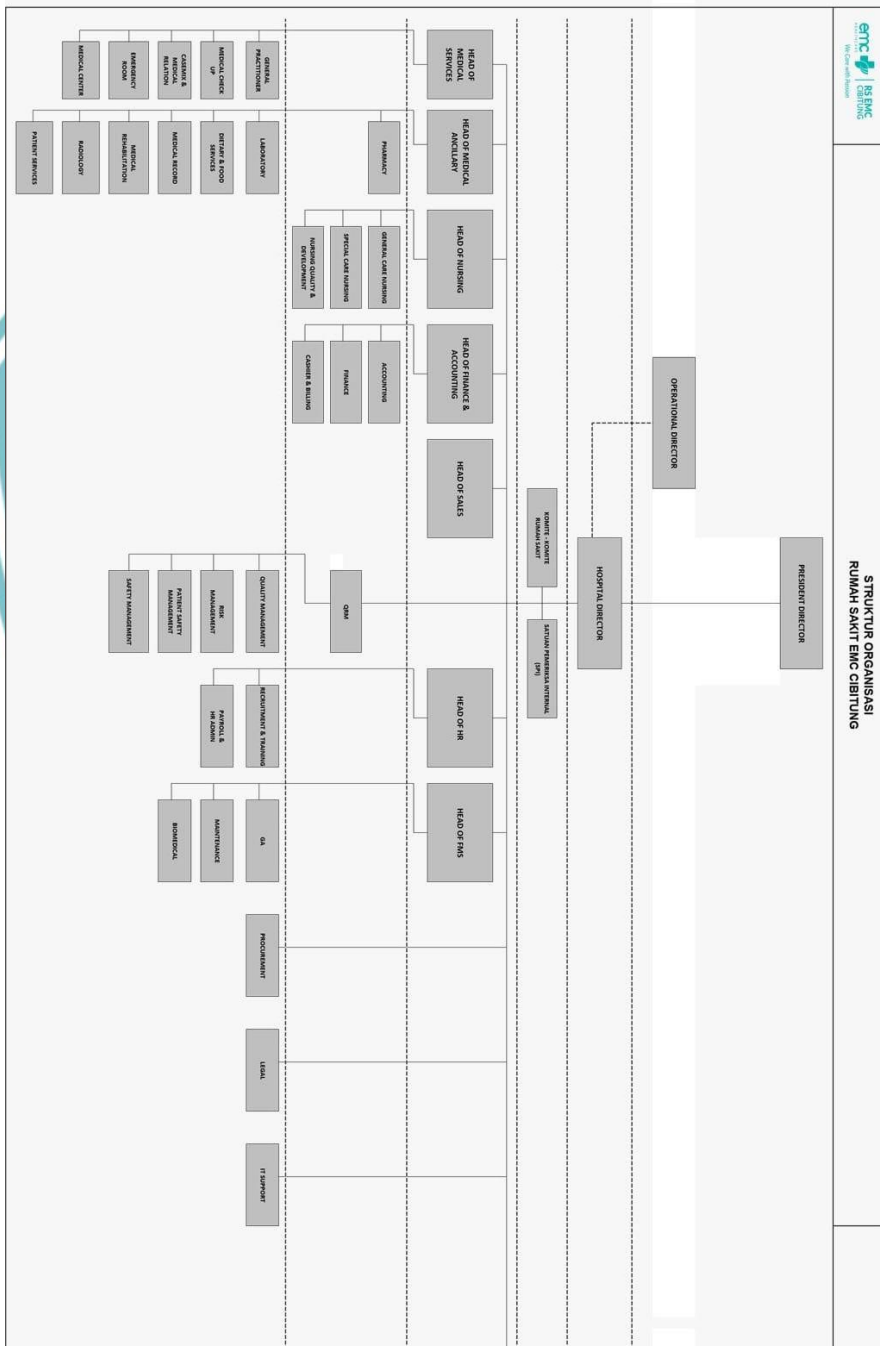 emc
HEALTHCARE
RS EMC
CIBITUNG
We Care with Passion
STRUKTUR ORGANISASI
RUMAH SAKIT EMC CIBITUNG
PRESIDENT DIRECTOR
OPERATIONAL DIRECTOR
HOSPITAL DIRECTOR
KOMITE - KOMITE
RUMAH SAKIT
SATUAN PEMERIKSA INTERNAL
(SPI)
HEAD OF
MEDICAL
SERVICES
HEAD OF MEDICAL
ANCILLARY
HEAD OF NURSING
HEAD OF FINANCE &
ACCOUNTING
HEAD OF SALES
HEAD OF HR
HEAD OF FMS
PHARMACY
GENERAL CARE NURSING
SPECIAL CARE NURSING
NURSING QUALITY &
DEVELOPMENT
ACCOUNTING
FINANCE
CASHIER & BILLING
QRM
GENERAL
PRACTITIONER
MEDICAL CHECK
UP
CASEMIX &
MEDICAL
RELATION
EMERGENCY
ROOM
MEDICAL CENTER
LABORATORY
DIETARY & FOOD
SERVICES
MEDICAL RECORD
MEDICAL
REHABILITATION
RADIOLOGY
PATIENT SERVICES
QUALITY MANAGEMENT
RISK
MANAGEMENT
PATIENT SAFETY
MANAGEMENT
SAFETY MANAGEMENT
RECRUITMENT & TRAINING
PAYROLL &
HR ADMIN
GA
MAINTENANCE
BIOMEDICAL
PROCUREMENT
LEGAL
IT SUPPORT